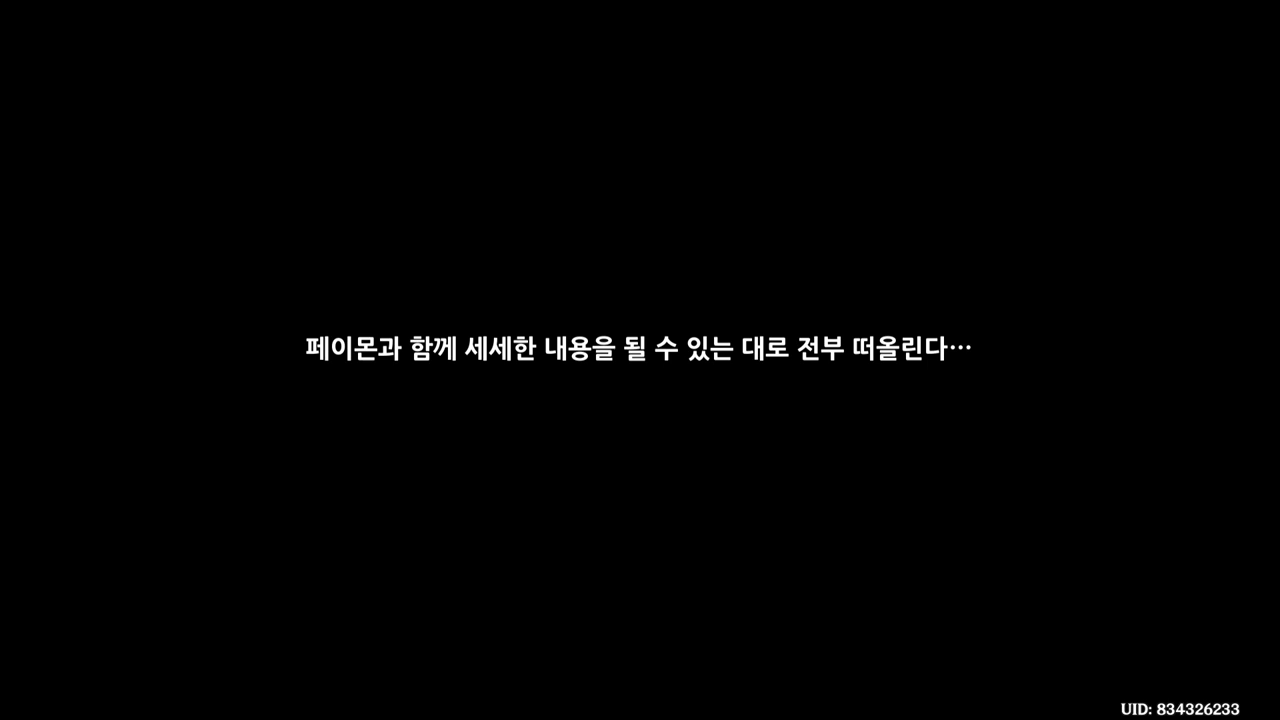 페이몬과 함께 세세한 내용을 될 수 있는 대로 전부 떠올린다…
UID: 834326233